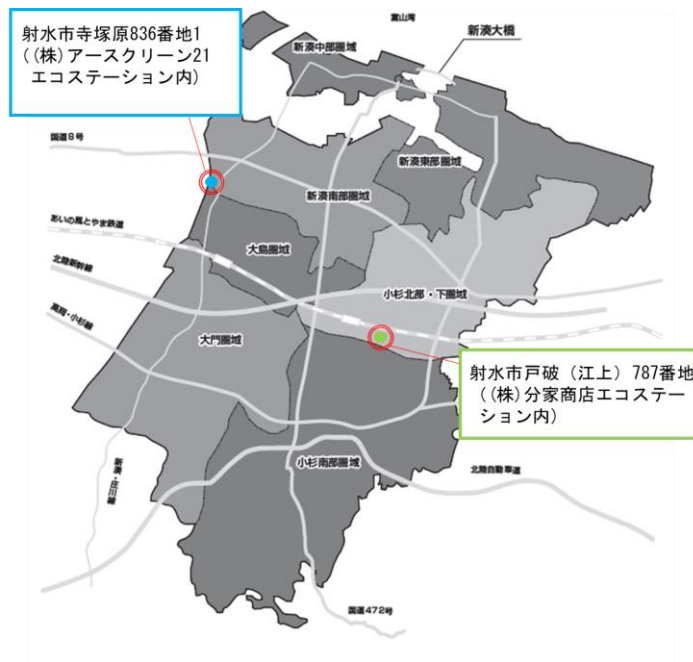 射水市寺塚原836番地1
((株)アースクリーン21
エコステーション内)
富山湾
新湊大橋
新湊中部圏域
国道8号
新湊東部圏域
新湊南部圏域
あいの風とやま鉄道
大島圏域
北陸新幹線
小杉北部・下圏域
高岡・小杉線
大門圏域
射水市戸破(江上)787番地
((株)分家商店エコステー
ション内)
小杉南部圏域
北陸自動車道
新湊・庄川線
国道472号